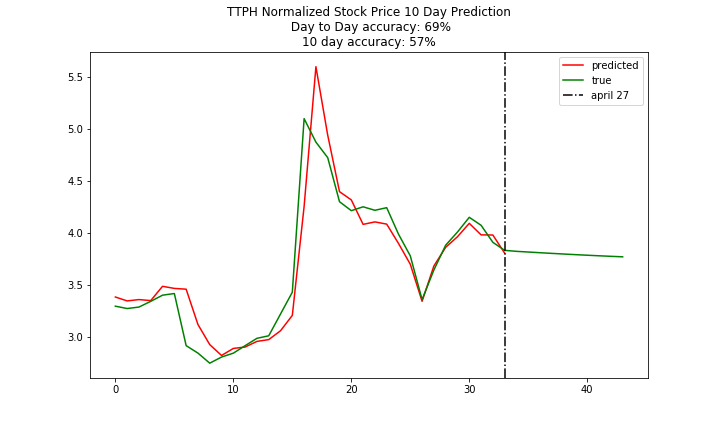 TTPH Normalized Stock Price 10 Day Prediction
Day to Day accuracy: 69%
10 day accuracy: 57%
predicted
true
april 27
5.5
5.0
4.5
4.0
3.5
3.0
0 10 20 30 40